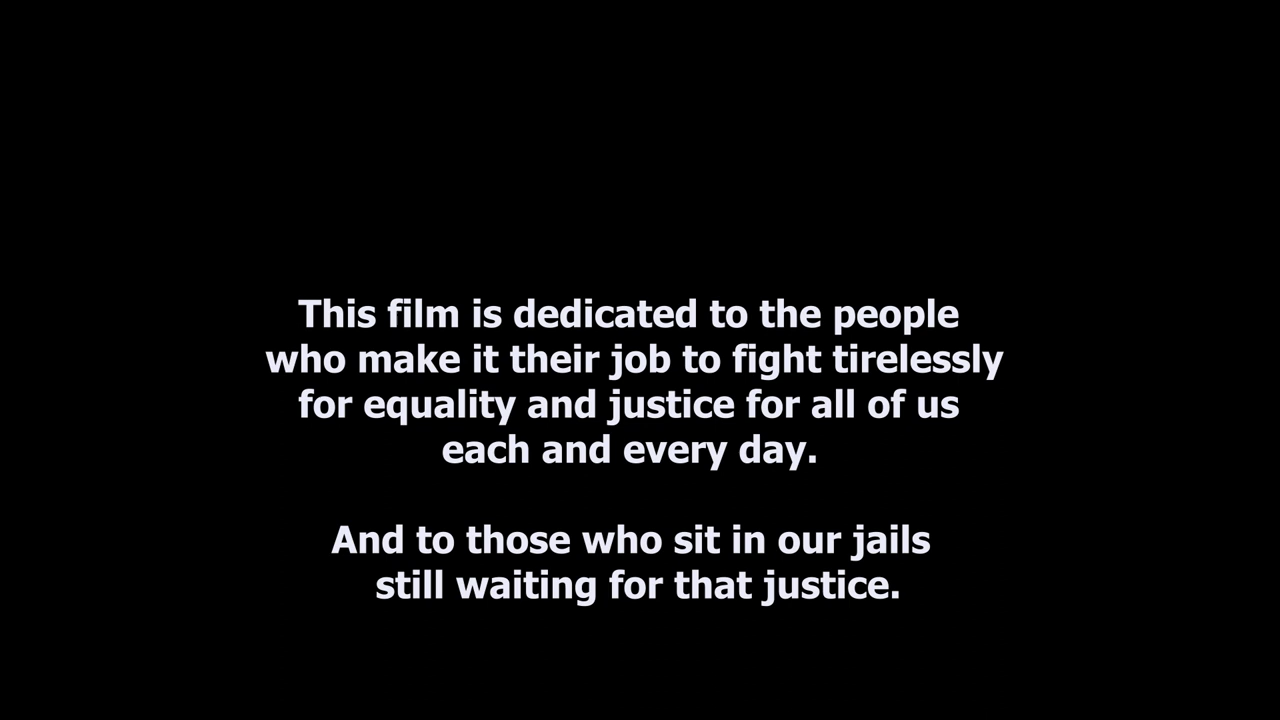 This film is dedicated to the people
who make it their job to fight tirelessly
for equality and justice for all of us
each and every day.
And to those who sit in our jails
still waiting for that justice.